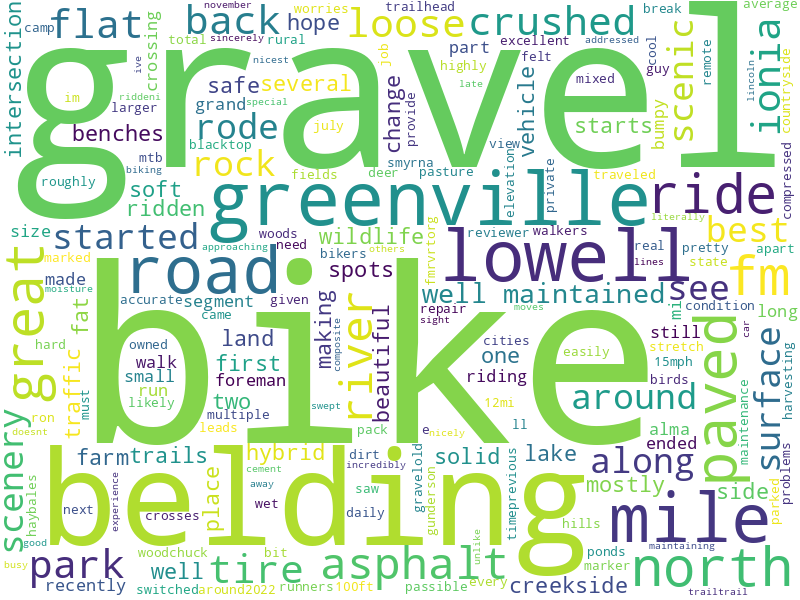 november
trailhead
average
camp
flat
worries
back
hope
loose
crushed
break
intersection
crossing
total
sincerely
rural
job
excellent
addressed
nicest
ive
part
felt
cool
scenic
remote
ionia
lincoln
countryside
gravel
im
riddeni
special
safe
several
highly
mixed
guy
late
larger
grand
change
provide
vehicle
bumpy
benches
rode
july
starts
mtb
blacktop
view
biking
rock
smyrna
fields
deer
pasture
elevation
private
traveled
compressed
roughly
soft
ridden
greenville
ride
size
started
woods
wildlife
reviewer
walkers
literally
best
approaching
need
bikers
others
fmrvrtorg
real
lines
pretty
apart
marked
made
road
spots
lowell
see
state
fm
moisture
accurate
segment
came
given
making
well maintained
mi
condition
long
great
fat
owned
land
river
beautiful
composite
repair
sight
moves
cities
still
stretch
car
hard
walk
first
foreman
one
riding
easily
15mph
birds
paved
surface
harvesting
traffic
small
run
two
around
12mi
alma
maintenance
ron
doesnt
must
likely
multiple
leads
swept
e
nicely
pack
ll
ended
parked
problems
bike
scenery
haybales
farm
trails
hybrid
dirt
solid
lake
along
side
cement
incredibly
gravelold
gunderson
timeprevious
mostly
next
experience
belding
place
away
wet
saw
daily
hills
mile
crosses
good
busy
park
woodchuck
bit
asphalt
unlike
ponds
marker
maintaining
north
recently
well
tire
creekside
switched
around2022
runners
100ft
passible
every
trailtrail